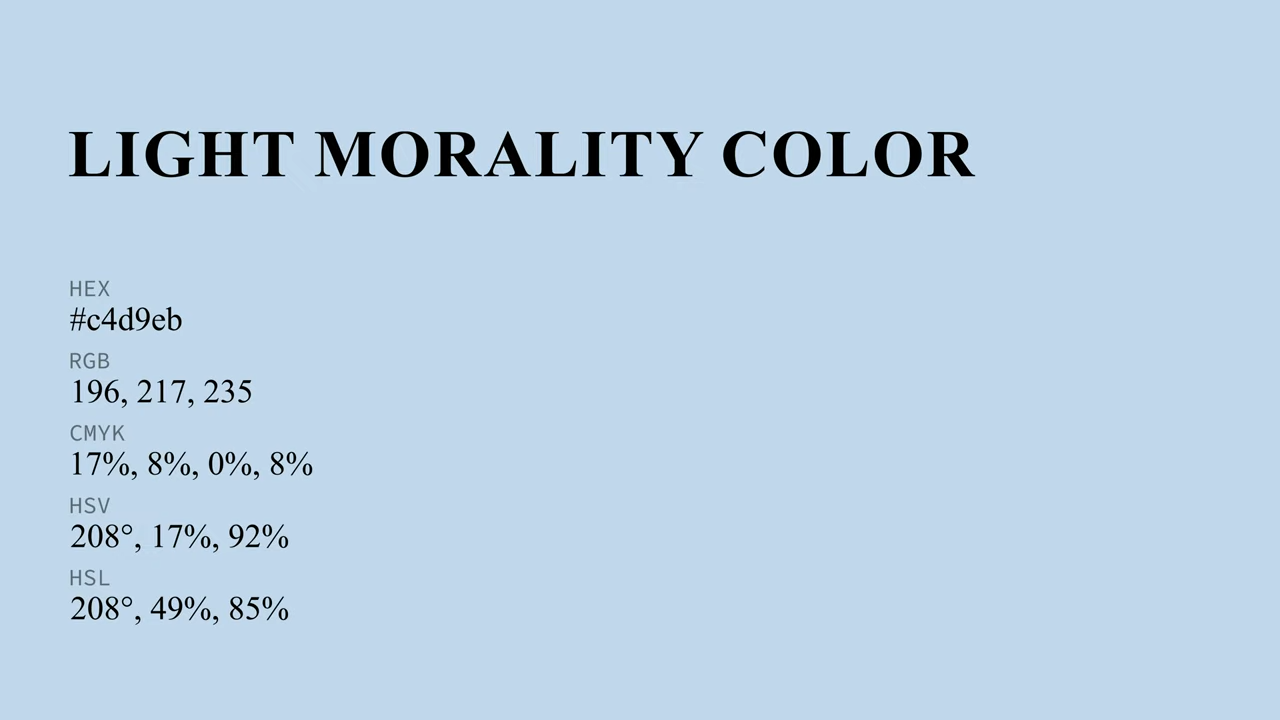 LIGHT MORALITY COLOR
HEX
#c4d9eb
RGB
196, 217, 235
CMYK
17%, 8%, 0%, 8%
HSV
208°, 17%, 92%
HSL
208°, 49%, 85%